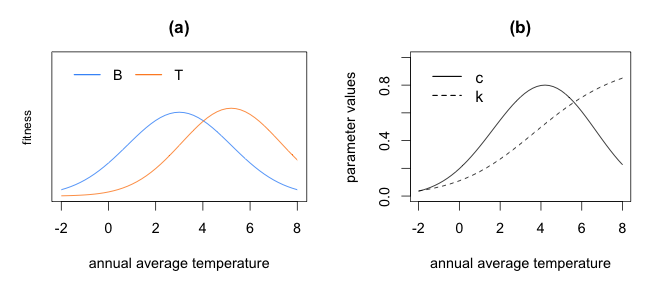 (a)
B T
fitness
-2 0 2 4 6 8
annual average temperature
(b)
c
k
parameter values
0.0 0.4 0.8
-2 0 2 4 6 8
annual average temperature